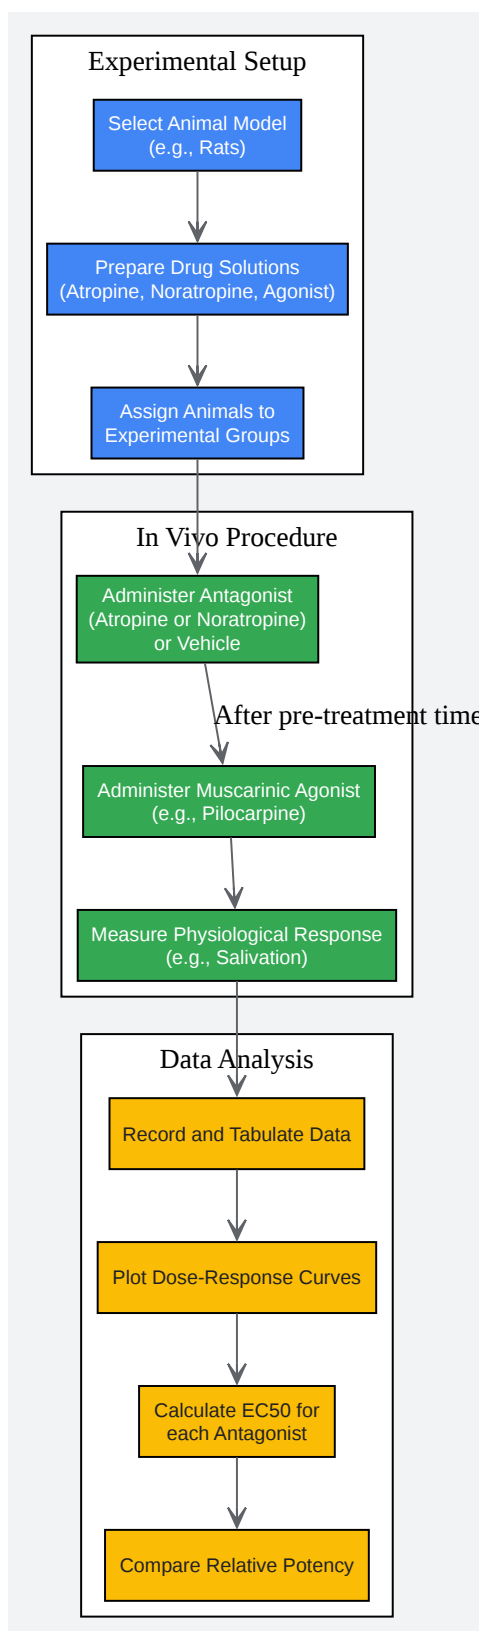 Experimental Setup
Select Animal Model
(e.g., Rats)
Prepare Drug Solutions
(Atropine, Noratropine, Agonist)
Assign Animals to
Experimental Groups
In Vivo Procedure
Administer Antagonist
(Atropine or Noratropine)
or Vehicle
After pre-treatment time
Administer Muscarinic Agonist
(e.g., Pilocarpine)
Measure Physiological Response
(e.g., Salivation)
Data Analysis
Record and Tabulate Data
Plot Dose-Response Curves
Calculate EC50 for
each Antagonist
Compare Relative Potency